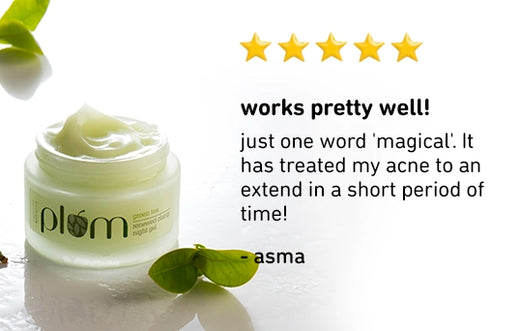 works pretty well!
just one word 'magical'. It
has treated my acne to an
extend in a short period of
time!
- asma
plum
green tea
renewed clarity
night gel